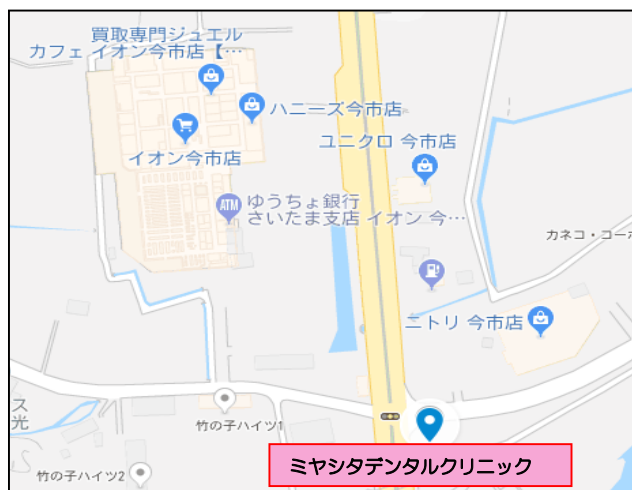 買取専門ジュエル
カフェ イオン今市店【…
ハニーズ今市店
イオン今市店
ユニクロ 今市店
ATM
ゆうちょ銀行
さいたま支店 イオン 今…
カネコ・コーポ
ニトリ 今市店
ス
光
竹の子ハイツ1
ミヤシタデンタルクリニック
竹の子ハイツ2